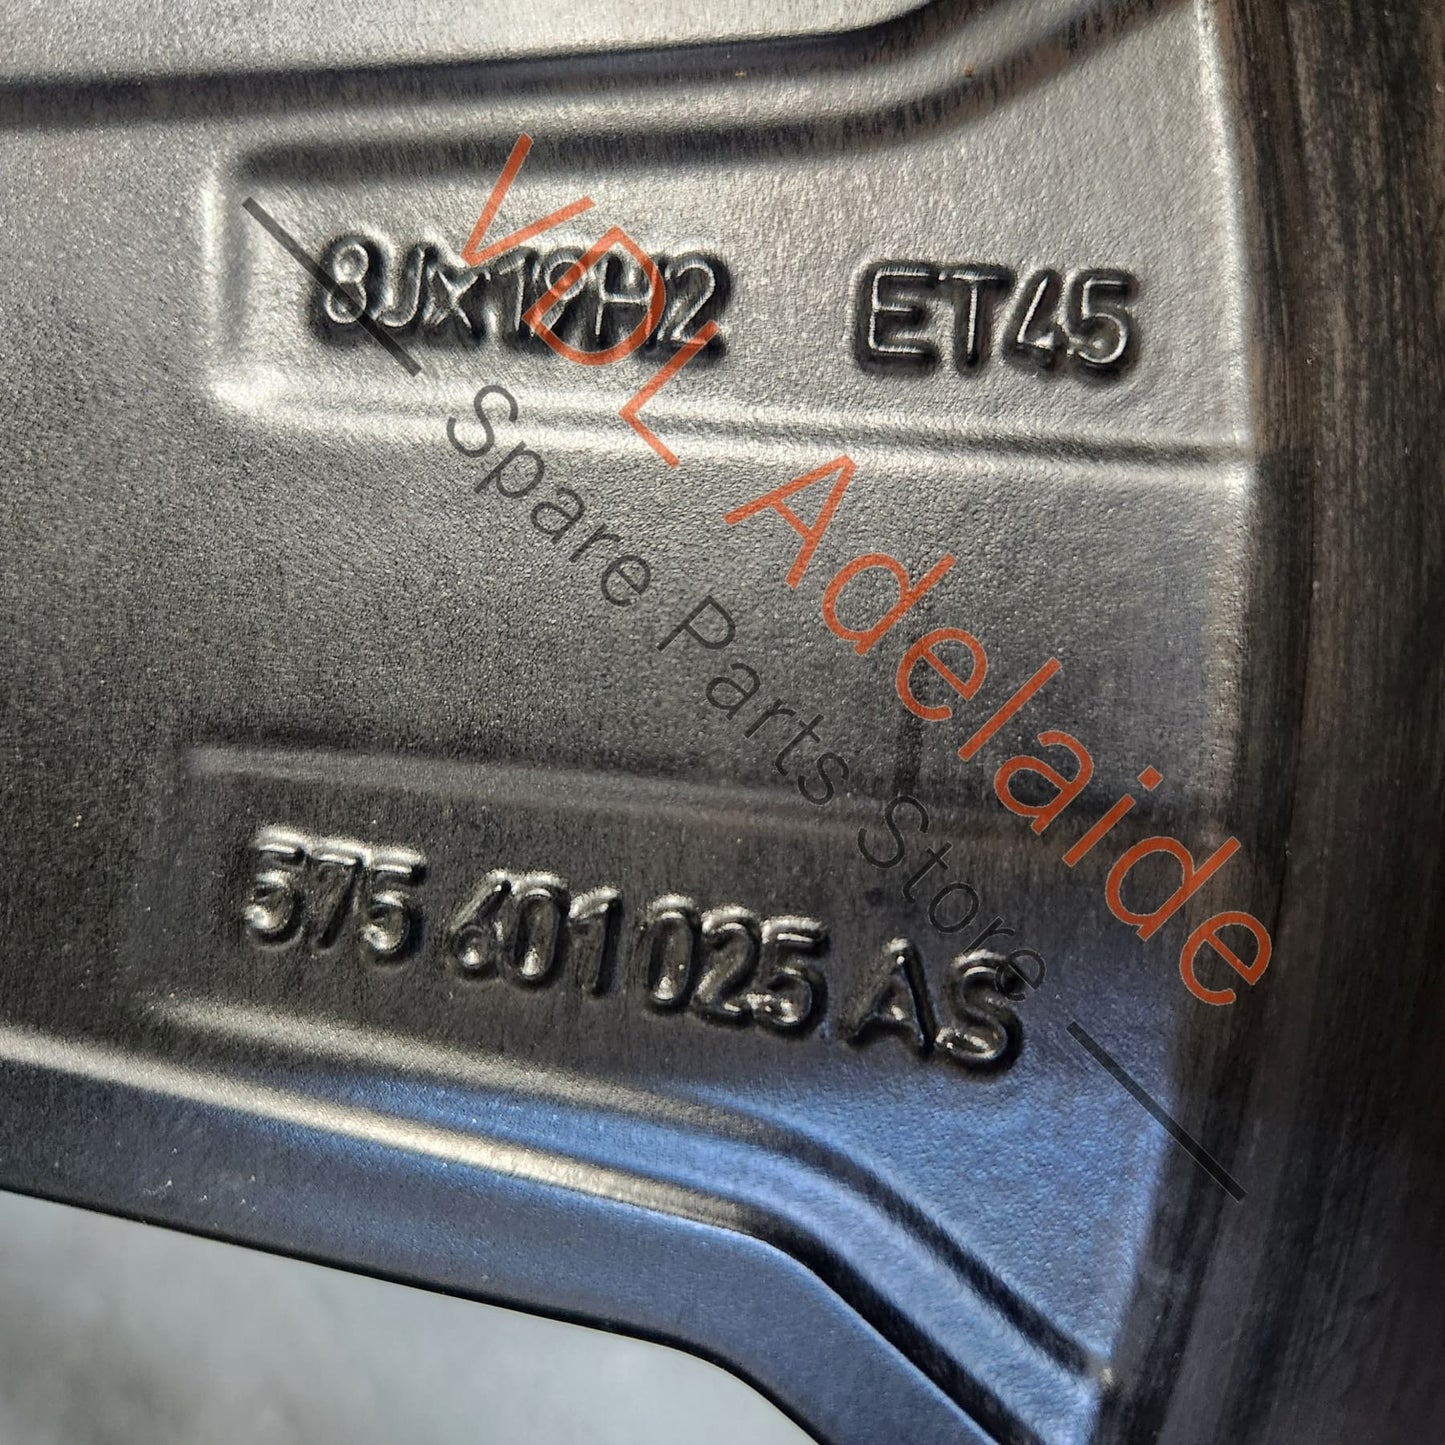 8Jx19H2 ET45
VDL Adelaide
Spare Parts Store
575 601 025 AS